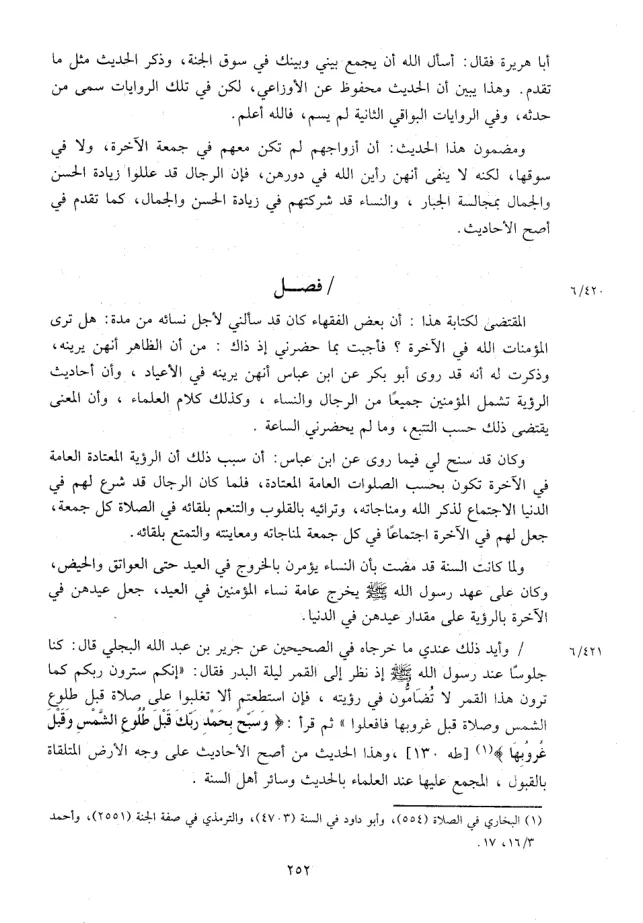 أبا هريرة فقال: أسأل الله أن يجمع بيني وبينك في سوق الجنة، وذكر الحديث مثل ما
تقدم. وهذا يبين أن الحديث محفوظ عن الأوزاعي، لكن في تلك الروايات سمى من
حدثه، وفي الروايات البواقي الثانية لم يسم، فالله أعلم.
ومضمون هذا الحديث: أن أزواجهم لم تكن معهم في جمعة الآخرة، ولا في
سوقها، لكنه لا ينفى أنهن رأين الله في دورهن، فإن الرجال قد عللوا زيادة الحسن
والجمال بمجالسة الجبار ، والنساء قد شركتهم في زيادة الحسن والجمال، كما تقدم في
أصح الأحاديث.
٦/٤٢٠ / فصـــل
المقتضى لكتابة هذا : أن بعض الفقهاء كان قد سألني لأجل نسائه من مدة: هل ترى
المؤمنات الله في الآخرة ؟ فأجبت بما حضرني إذ ذاك : من أن الظاهر أنهن يرينه،
وذكرت له أنه قد روى أبو بكر عن ابن عباس أنهن يرينه في الأعياد ، وأن أحاديث
الرؤية تشمل المؤمنين جميعًا من الرجال والنساء ، وكذلك كلام العلماء ، وأن المعنى
يقتضى ذلك حسب التتبع، وما لم يحضرني الساعة .
وكان قد سنح لي فيما روى عن ابن عباس: أن سبب ذلك أن الرؤية المعتادة العامة
في الآخرة تكون بحسب الصلوات العامة المعتادة، فلما كان الرجال قد شرع لهم في
الدنيا الاجتماع لذكر الله ومناجاته، وترائيه بالقلوب والتنعم بلقائه في الصلاة كل جمعة،
جعل لهم في الآخرة اجتماعًا في كل جمعة لمناجاته ومعاينته والتمتع بلقائه.
ولما كانت السنة قد مضت بأن النساء يؤمرن بالخروج في العيد حتى العواتق والحيض،
وكان على عهد رسول الله ﷺ يخرج عامة نساء المؤمنين في العيد، جعل عيدهن في
الآخرة بالرؤية على مقدار عيدهن في الدنيا.
٦/٤٢١ / وأيد ذلك عندي ما خرجاه في الصحيحين عن جرير بن عبد الله البجلي قال: كنا
جلوسًا عند رسول الله ﷺ إذ نظر إلى القمر ليلة البدر فقال: «إنكم سترون ربكم كما
ترون هذا القمر لا تُضَامُّون في رؤيته ، فإن استطعتم ألا تغلبوا على صلاة قبل طلوع
الشمس وصلاة قبل غروبها فافعلوا » ثم قرأ :﴿ وَسَبِّحْ بِحَمْدِ رَبِّكَ قَبْلَ طُلُوعِ الشَّمْسِ وَقَبْلَ
غُرُوبِهَا ﴾(١) [طه ١٣٠] ،وهذا الحديث من أصح الأحاديث على وجه الأرض المتلقاة
بالقبول ، المجمع عليها عند العلماء بالحديث وسائر أهل السنة .
(١) البخاري في الصلاة (٥٥٤)، وأبو داود في السنة (٤٧٠٣)، والترمذي في صفة الجنة (٢٥٥١)، وأحمد
٣/١٦، ١٧.
٢٥٢